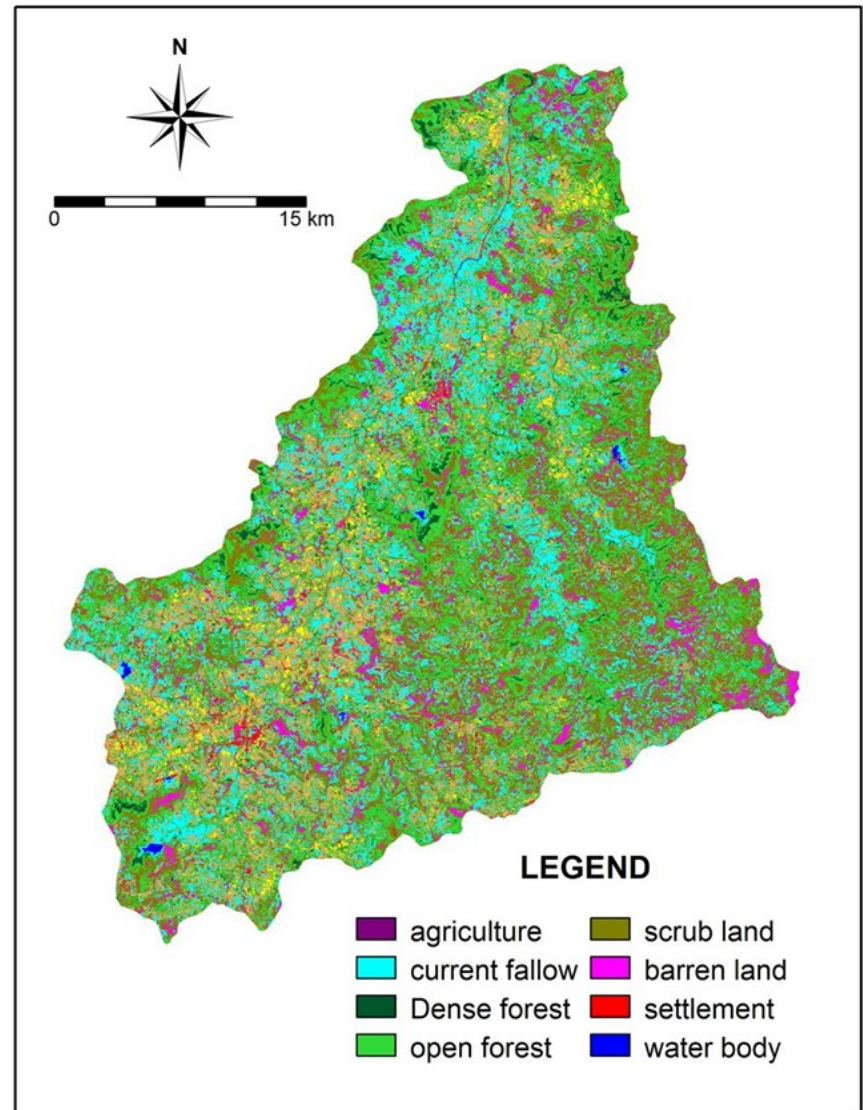 N
0 15 km
LEGEND
agriculture scrub land
current fallow barren land
Dense forest settlement
open forest water body